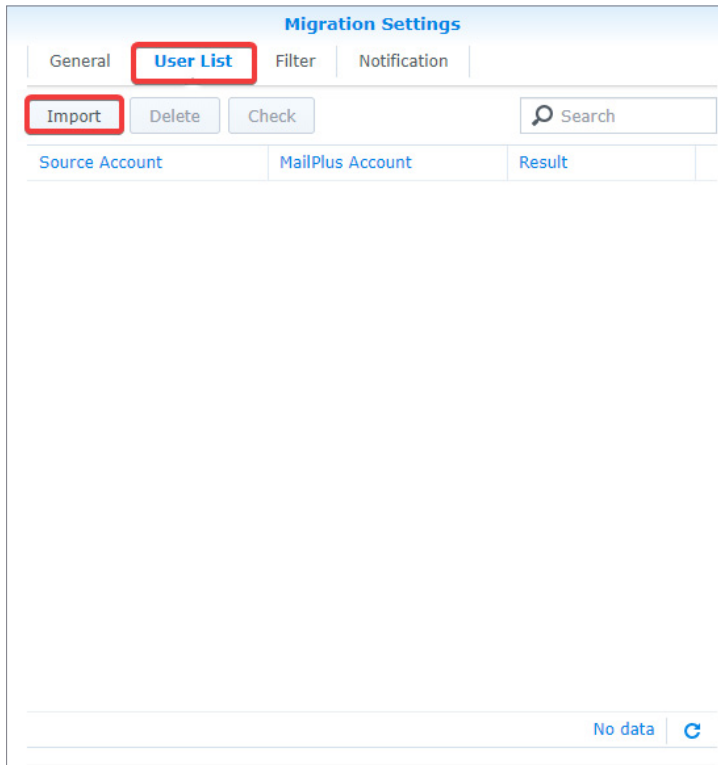 Migration Settings
General User List Filter Notification
Import Delete Check Search
Source Account MailPlus Account Result
No data